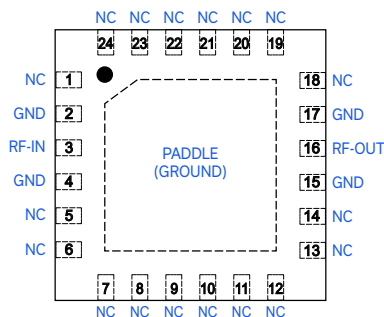 NC NC NC NC NC NC
24 23 22 21 20 19
NC 1 18 NC
GND 2 17 GND
RF-IN 3 16 RF-OUT
PADDLE
(GROUND)
GND 4 15 GND
NC 5 14 NC
NC 6 13 NC
7 8 9 10 11 12
NC NC NC NC NC NC